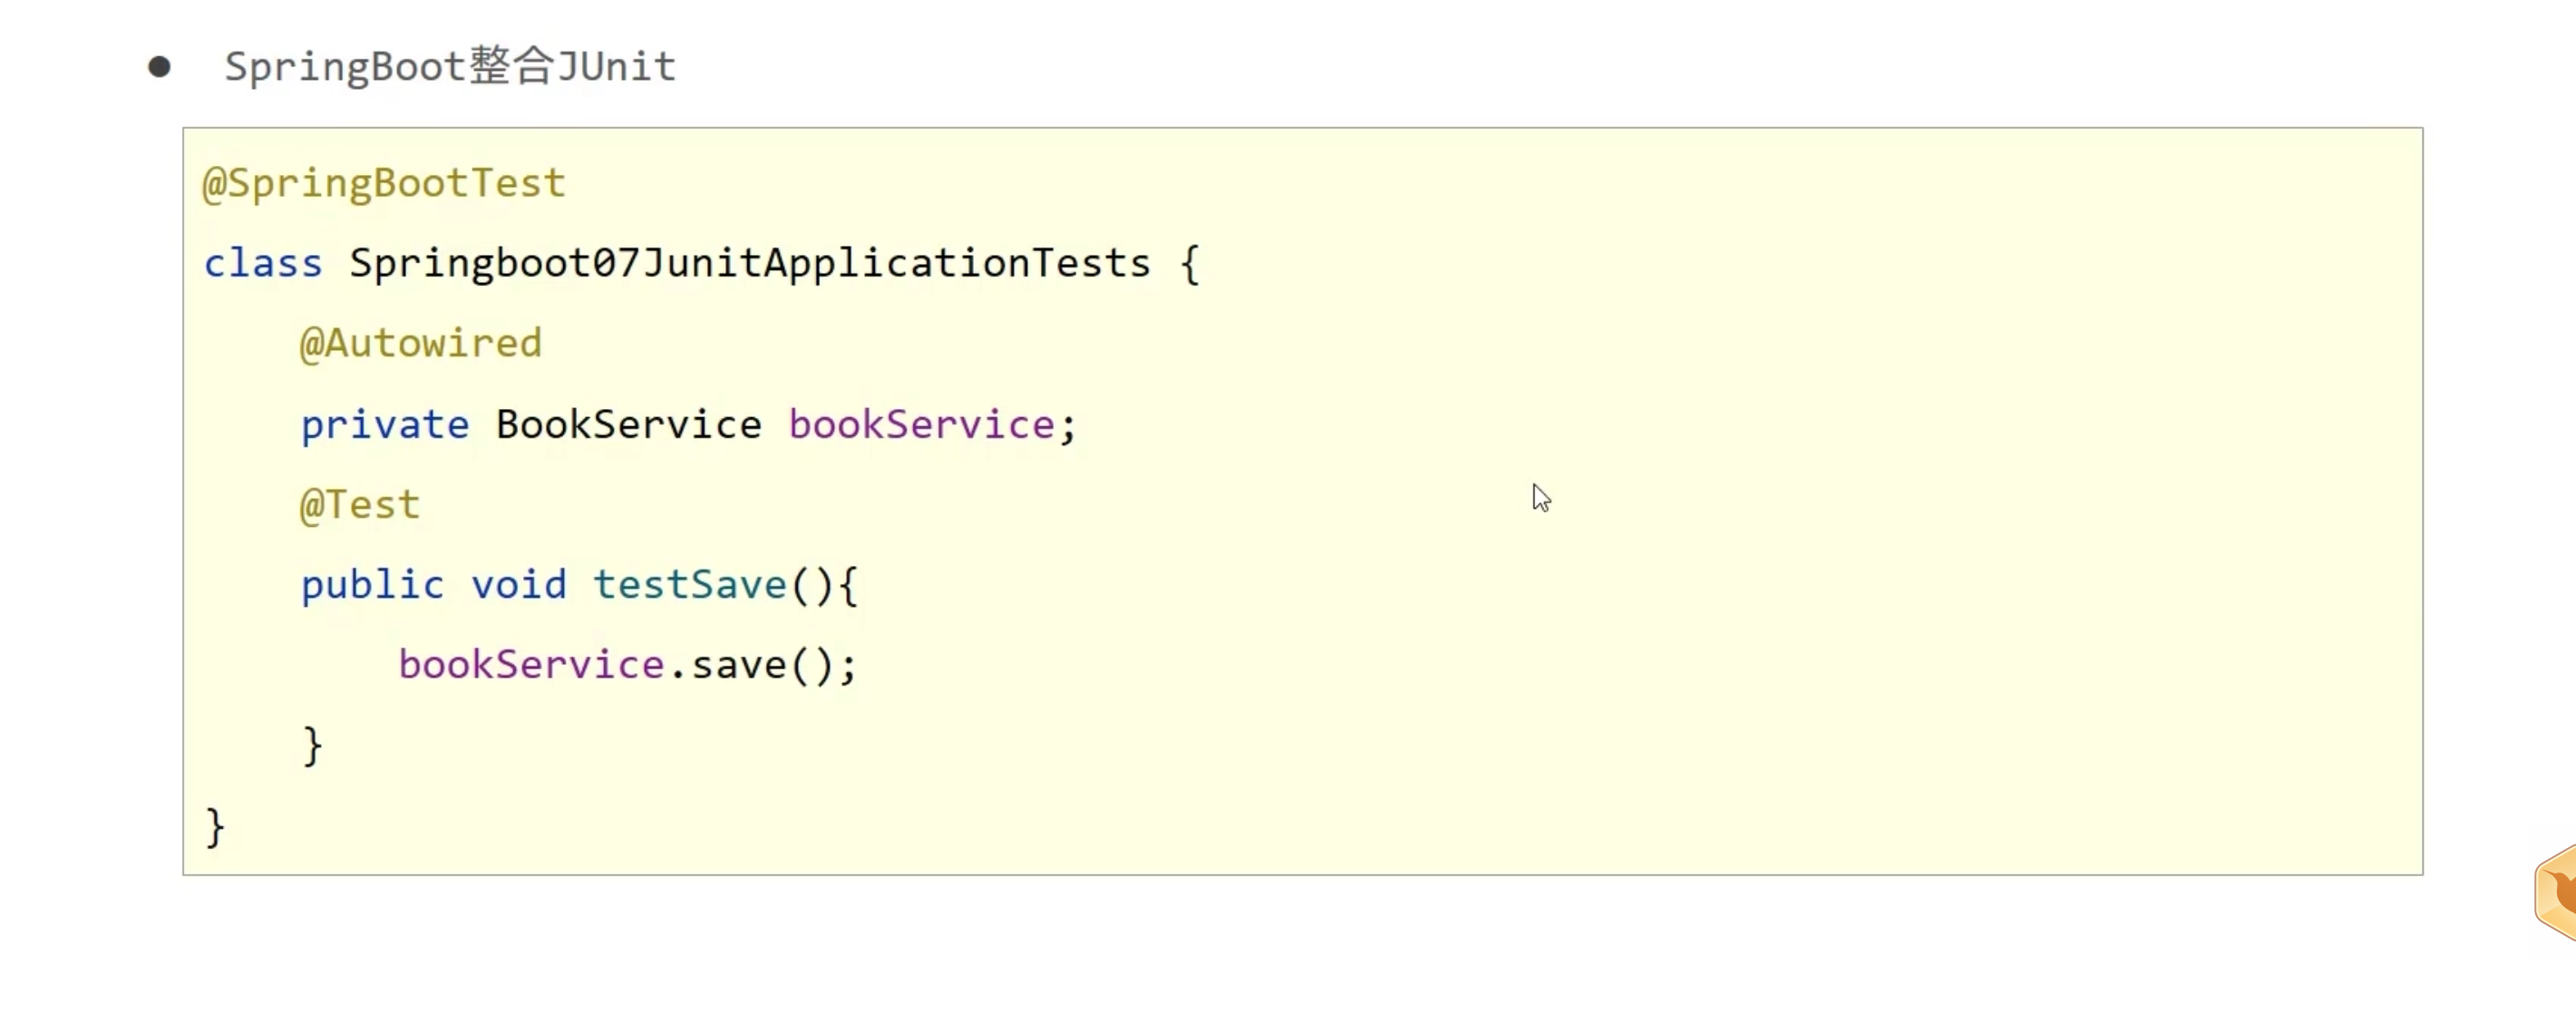 ● SpringBoot整合JUnit
@SpringBootTest
class Springboot07JunitApplicationTests {
    @Autowired
    private BookService bookService;
    @Test
    public void testSave(){
        bookService.save();
    }
}